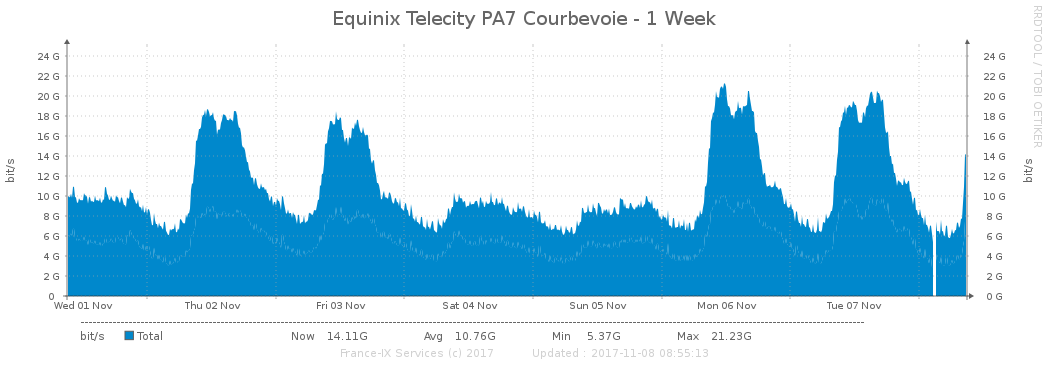 Equinix Telecity PA7 Courbevoie - 1 Week
RRDTOOL / TOBI OETIKER
bit/s
24 G 24 G
22 G 22 G
20 G 20 G
18 G 18 G
16 G 16 G
14 G 14 G
12 G 12 G
10 G 10 G
8 G 8 G
6 G 6 G
4 G 4 G
2 G 2 G
0 0 G
bit/s
Wed 01 Nov Thu 02 Nov Fri 03 Nov Sat 04 Nov Sun 05 Nov Mon 06 Nov Tue 07 Nov
bit/s Total Now 14.11G Avg 10.76G Min 5.37G Max 21.23G
France-IX Services (c) 2017 Updated : 2017-11-08 08:55:13